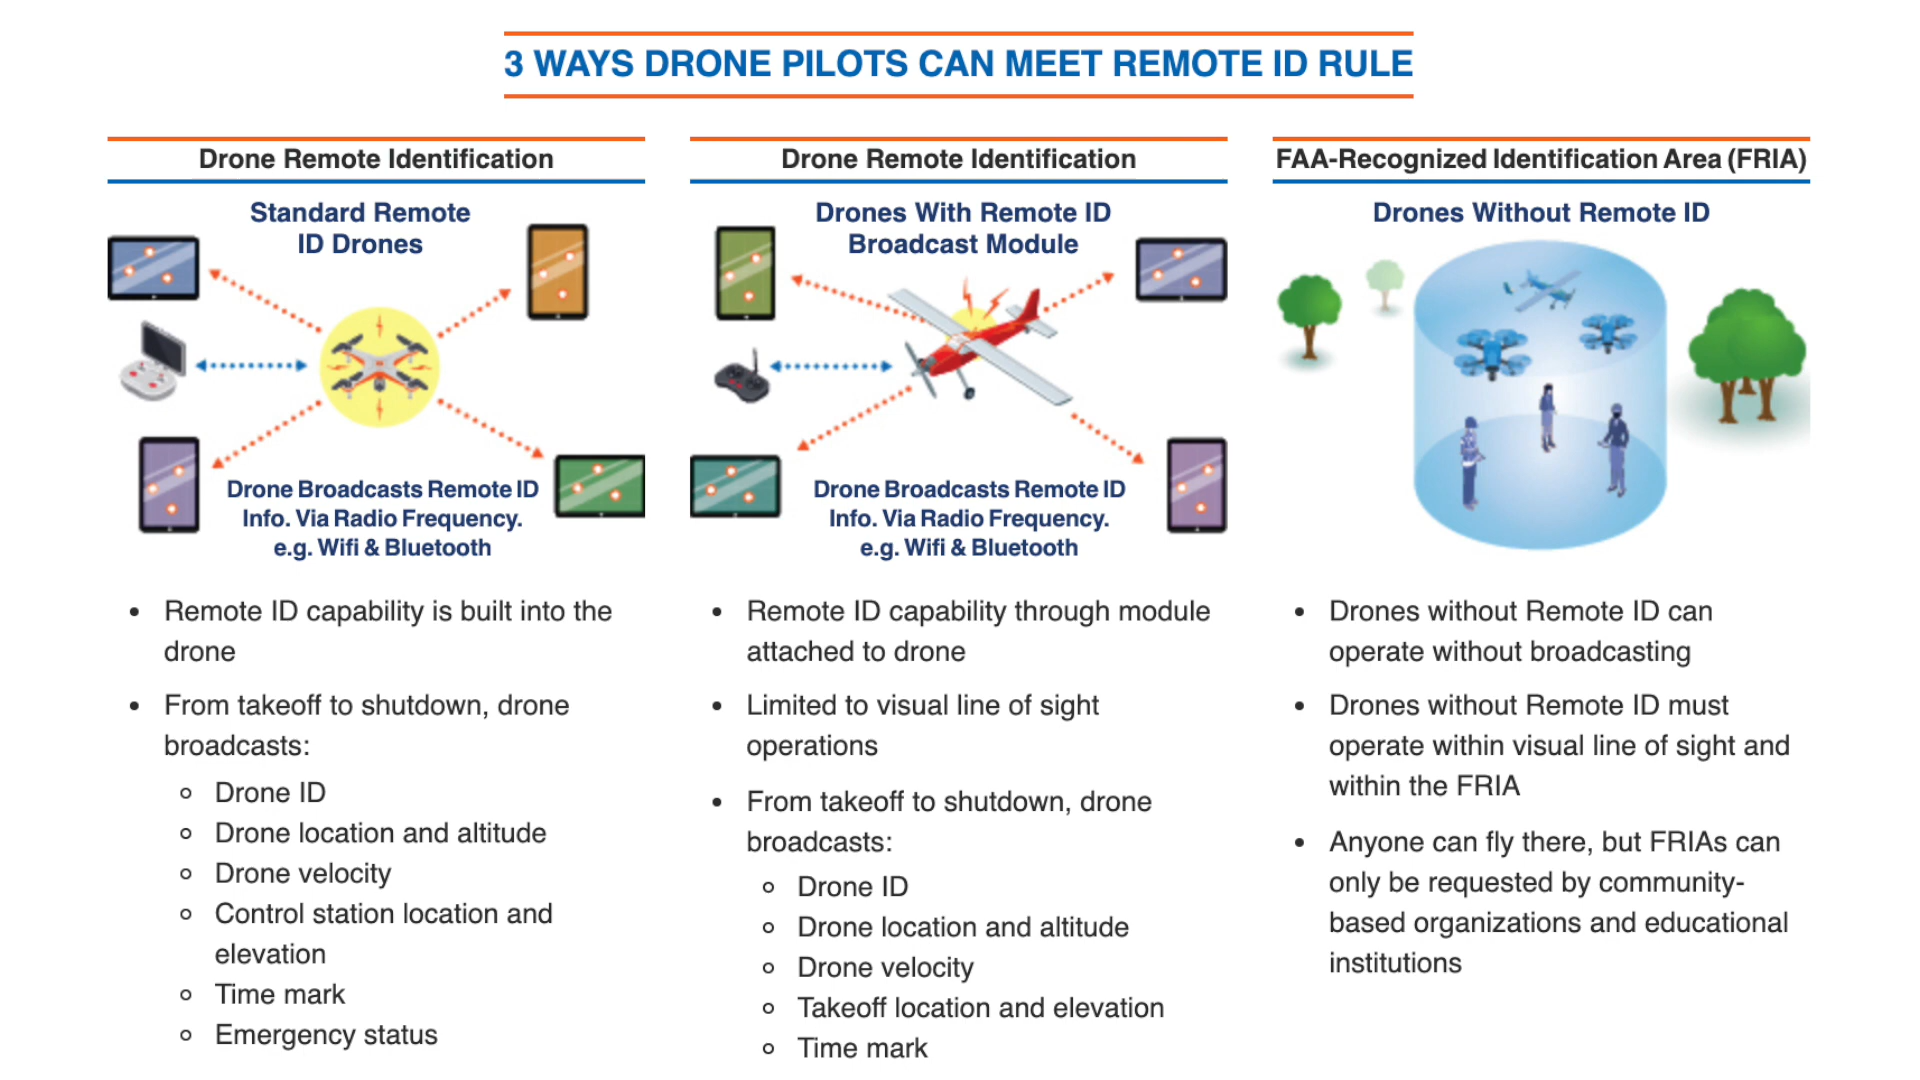 3 WAYS DRONE PILOTS CAN MEET REMOTE ID RULE
Drone Remote Identification
Standard Remote
ID Drones
Drone Broadcasts Remote ID
Info. Via Radio Frequency.
e.g. Wifi & Bluetooth
• Remote ID capability is built into the
drone
• From takeoff to shutdown, drone
broadcasts:
○ Drone ID
○ Drone location and altitude
○ Drone velocity
○ Control station location and
elevation
○ Time mark
○ Emergency status
Drone Remote Identification
Drones With Remote ID
Broadcast Module
Drone Broadcasts Remote ID
Info. Via Radio Frequency.
e.g. Wifi & Bluetooth
• Remote ID capability through module
attached to drone
• Limited to visual line of sight
operations
• From takeoff to shutdown, drone
broadcasts:
○ Drone ID
○ Drone location and altitude
○ Drone velocity
○ Takeoff location and elevation
○ Time mark
FAA-Recognized Identification Area (FRIA)
Drones Without Remote ID
• Drones without Remote ID can
operate without broadcasting
• Drones without Remote ID must
operate within visual line of sight and
within the FRIA
• Anyone can fly there, but FRIAs can
only be requested by community-
based organizations and educational
institutions